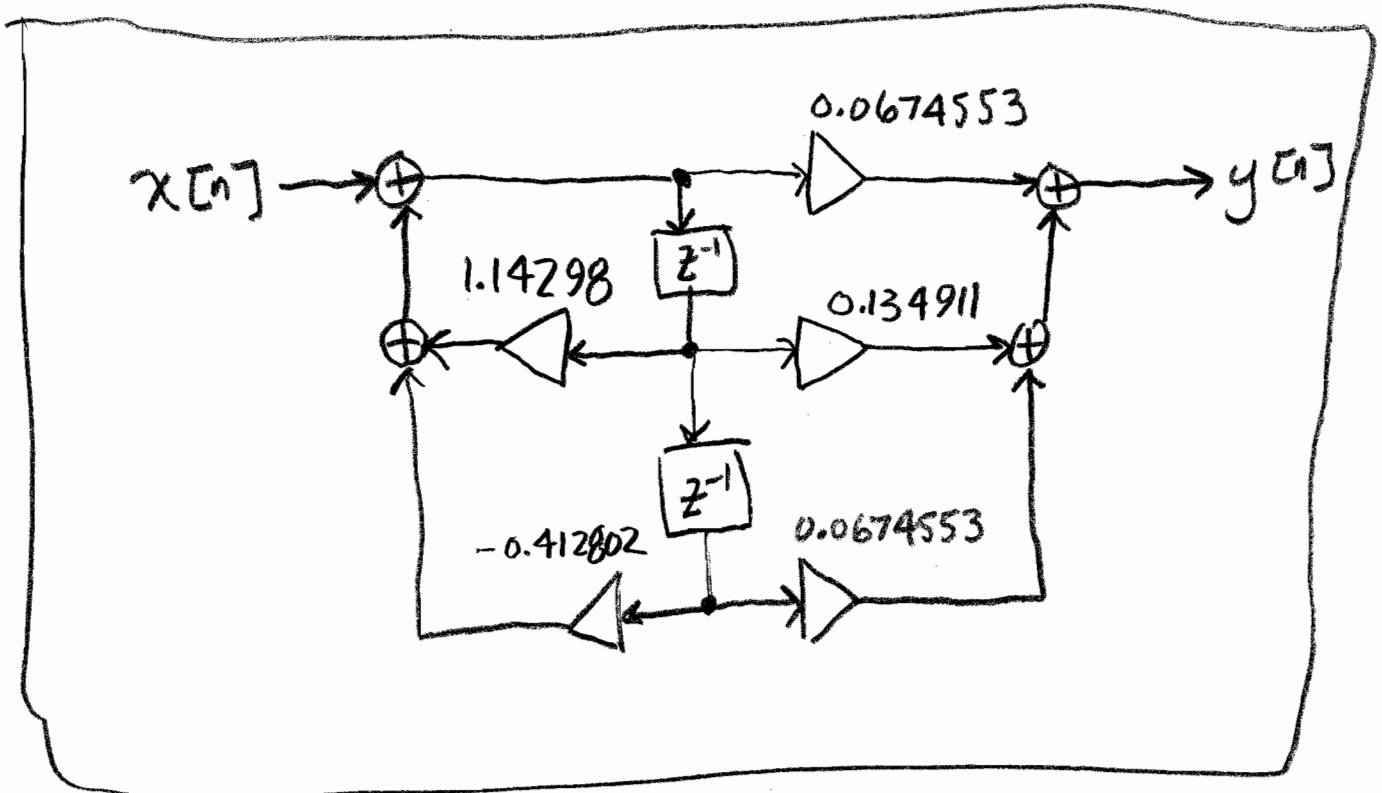 0.0674553
x[n] y[n]
z⁻¹
1.14298 0.134911
z⁻¹
-0.412802 0.0674553